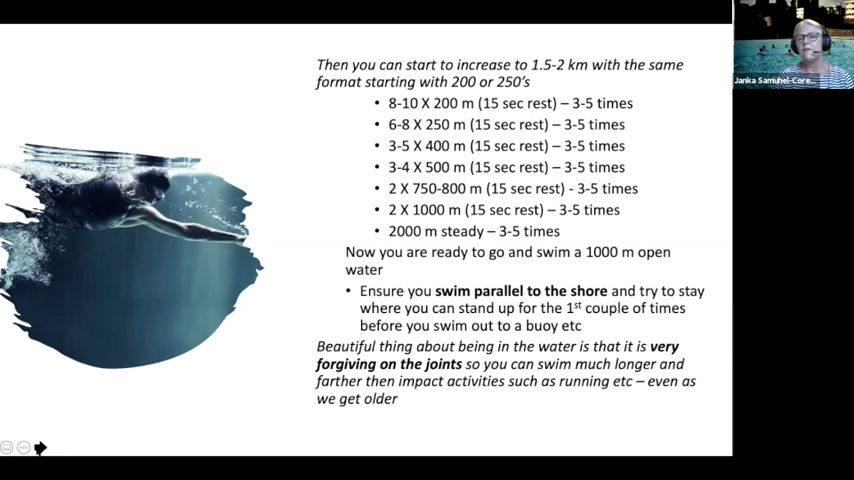 Then you can start to increase to 1.5-2 km with the same
format starting with 200 or 250's
• 8-10 X 200 m (15 sec rest) – 3-5 times
• 6-8 X 250 m (15 sec rest) – 3-5 times
• 3-5 X 400 m (15 sec rest) – 3-5 times
• 3-4 X 500 m (15 sec rest) – 3-5 times
• 2 X 750-800 m (15 sec rest) - 3-5 times
• 2 X 1000 m (15 sec rest) – 3-5 times
• 2000 m steady – 3-5 times
Now you are ready to go and swim a 1000 m open
water
• Ensure you swim parallel to the shore and try to stay
where you can stand up for the 1st couple of times
before you swim out to a buoy etc
Beautiful thing about being in the water is that it is very
forgiving on the joints so you can swim much longer and
farther then impact activities such as running etc – even as
we get older
Janka Samuhel-Core...